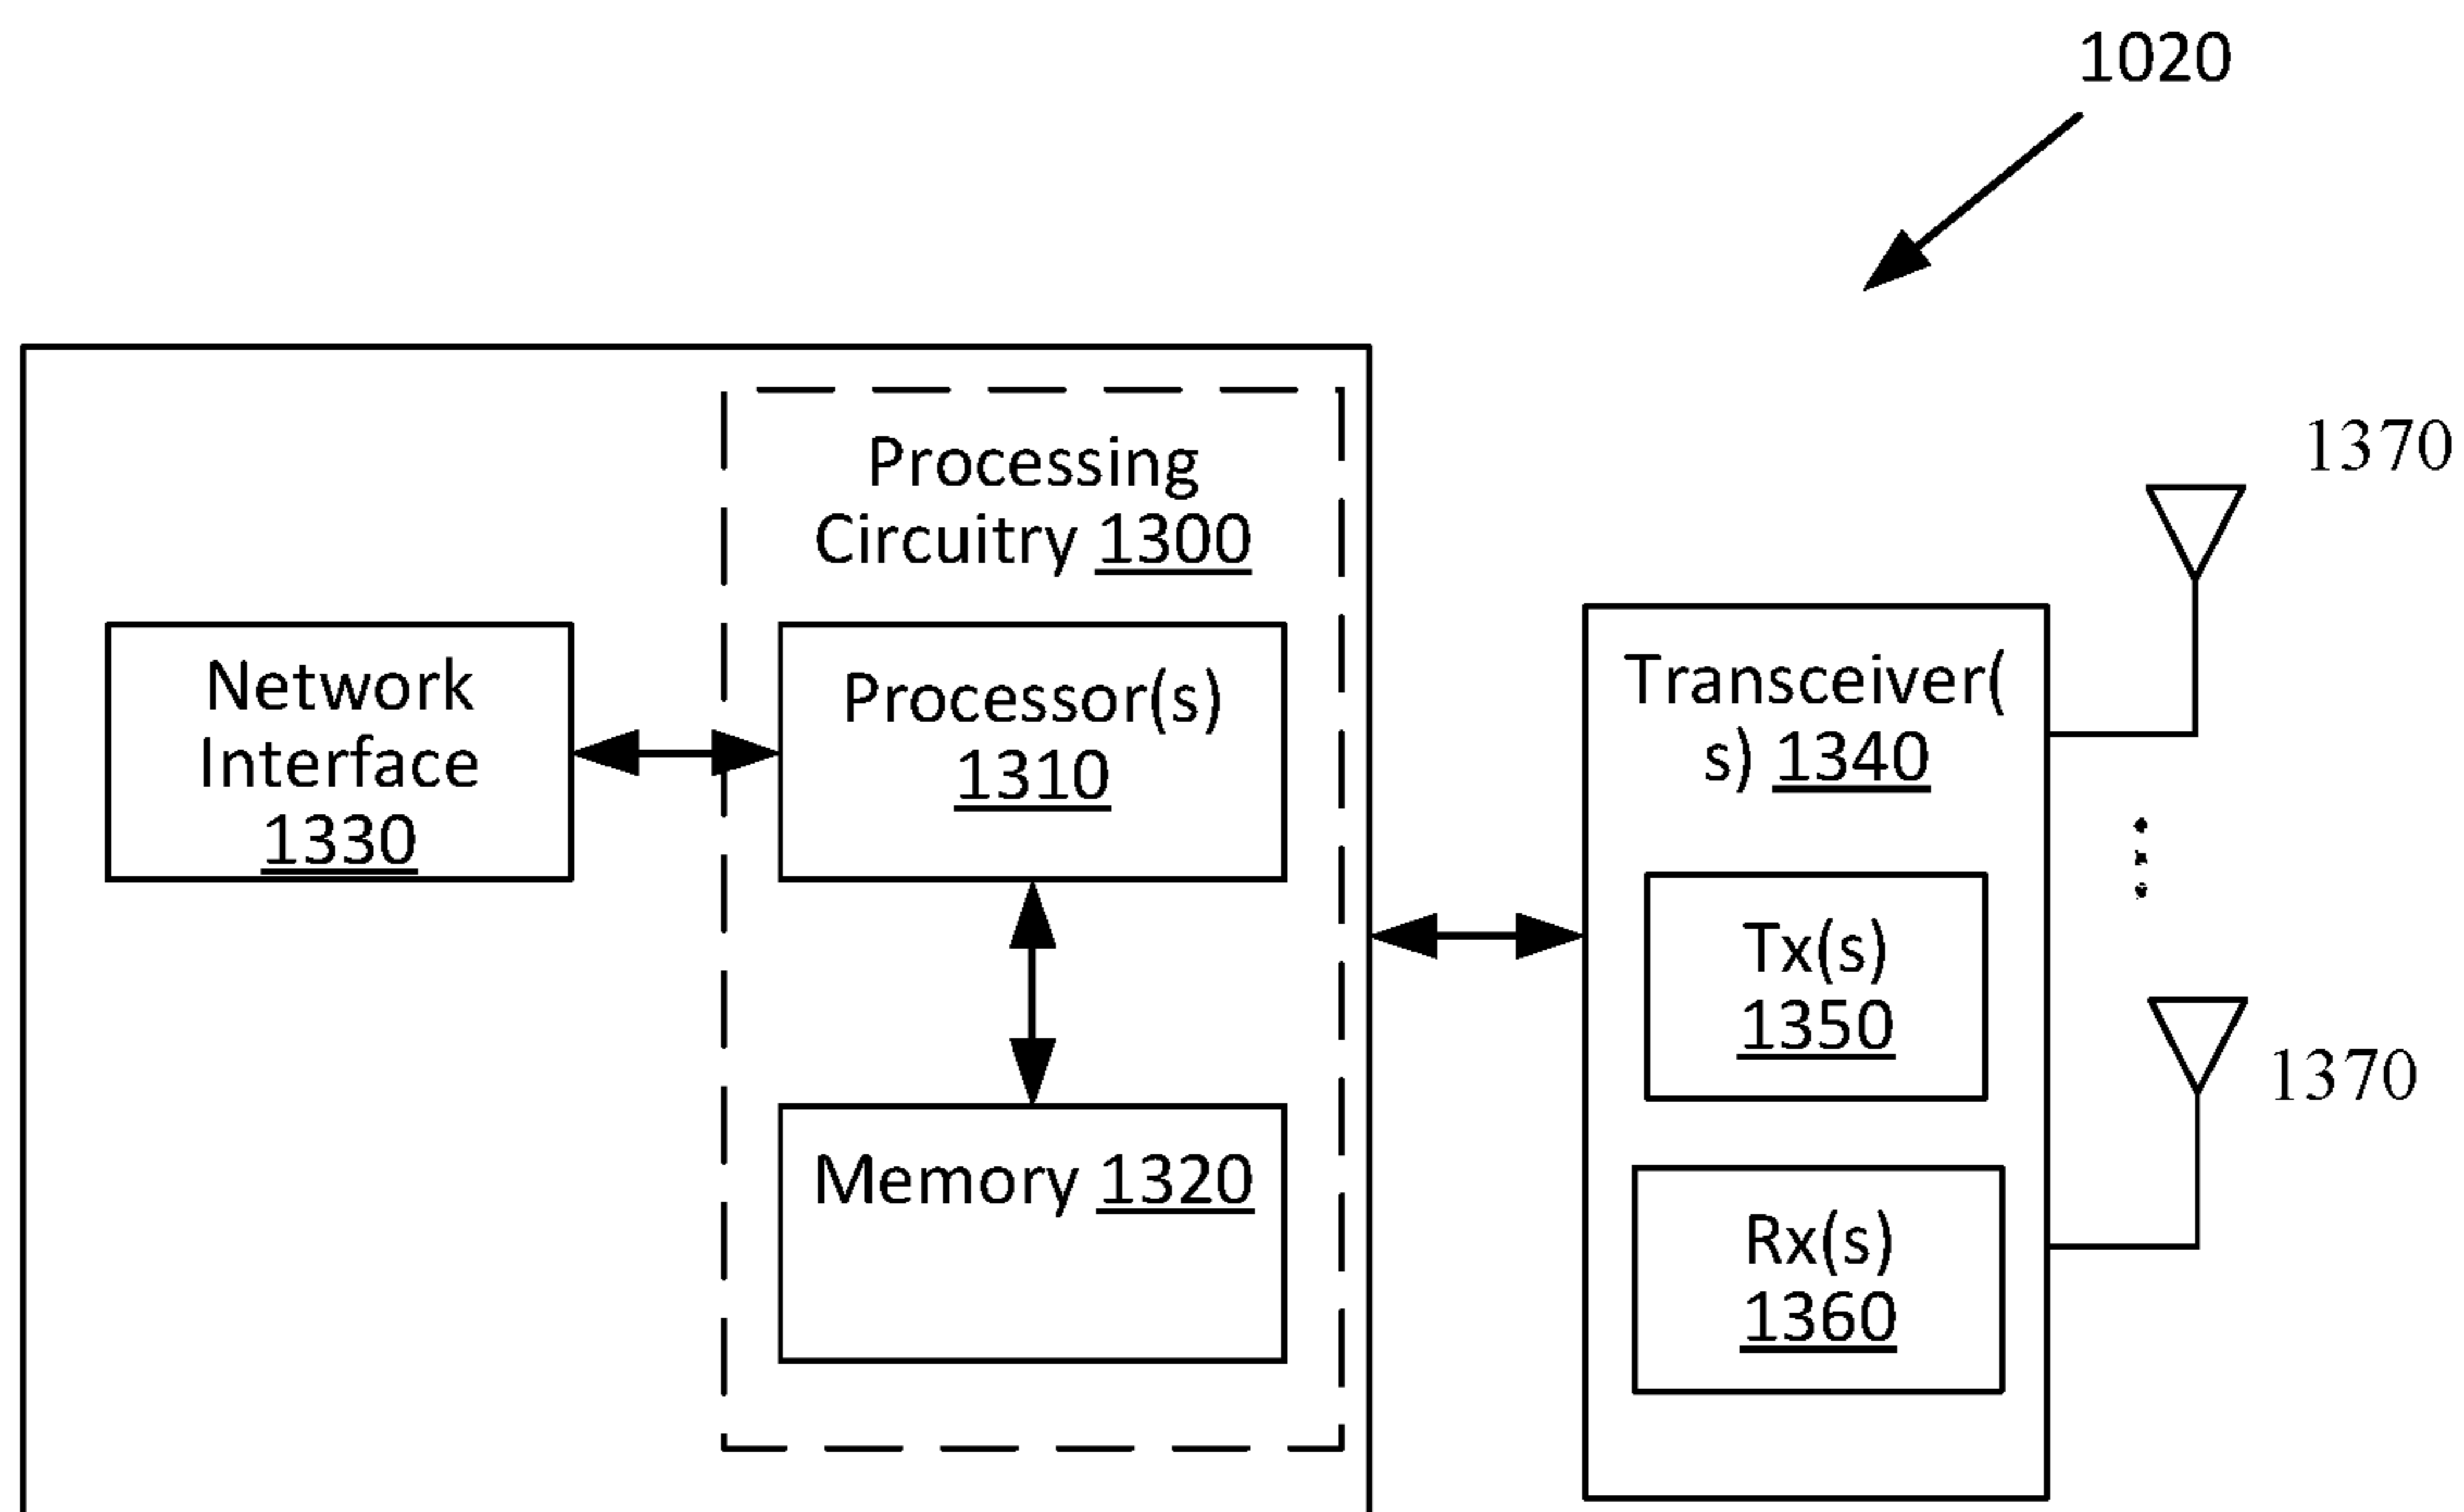 1020
1370
Processing
Circuitry 1300
Network
Interface
1330
Processor(s)
1310
Transceiver(
s) 1340
Tx(s)
1350
1370
Memory 1320
Rx(s)
1360